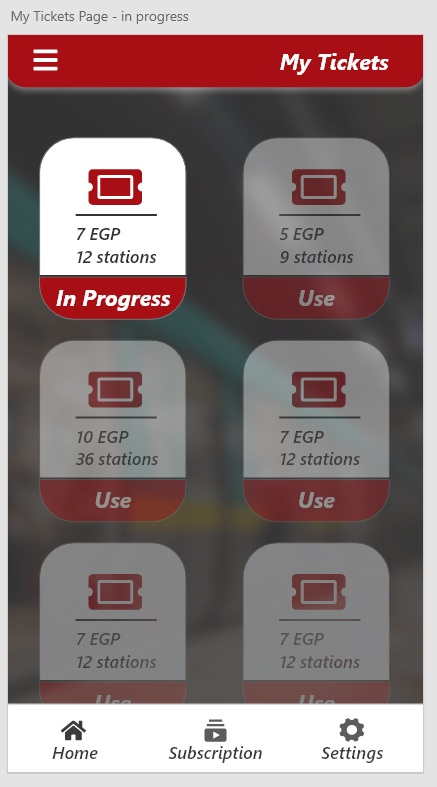 My Tickets Page - in progress
My Tickets
7 EGP
12 stations
In Progress
5 EGP
9 stations
Use
10 EGP
36 stations
Use
7 EGP
12 stations
Use
7 EGP
12 stations
Use
7 EGP
12 stations
Use
Home
Subscription
Settings